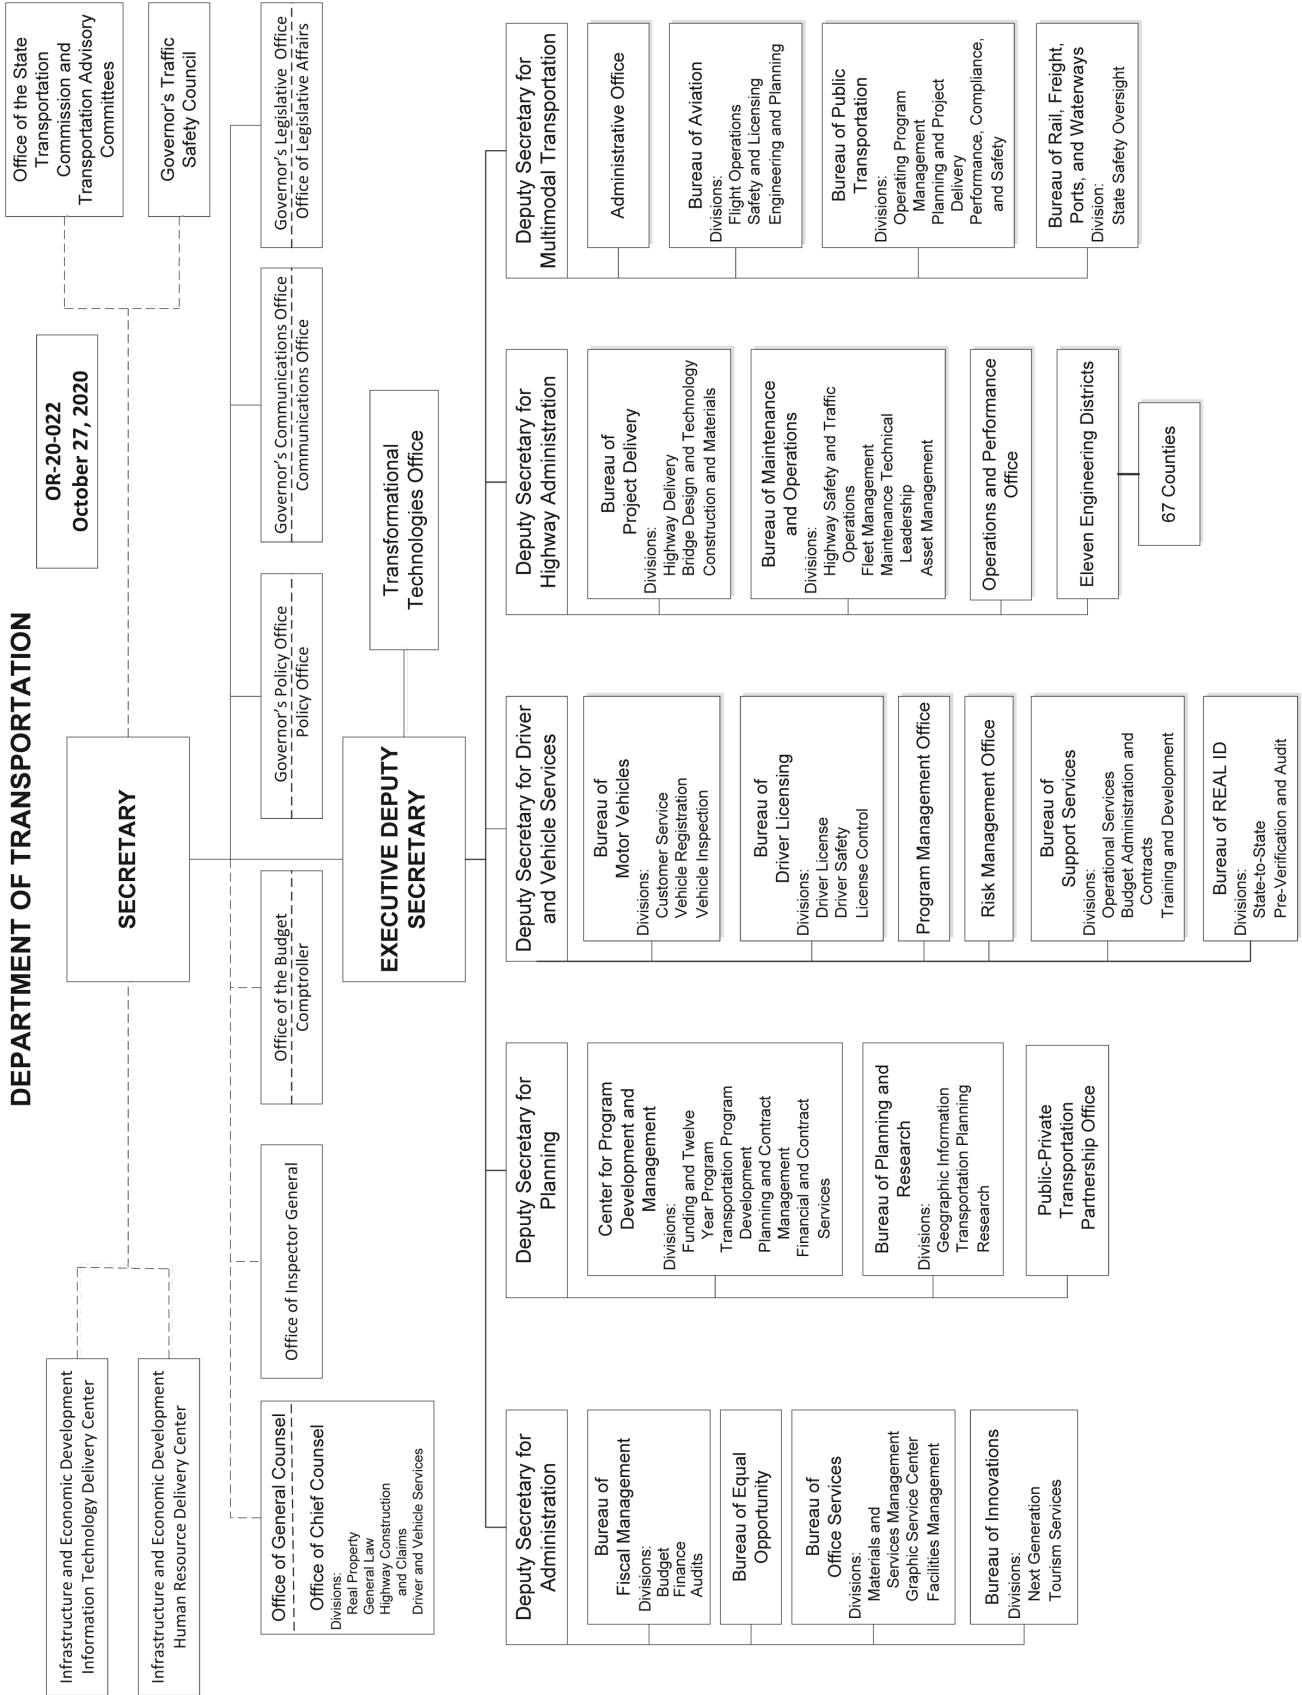 DEPARTMENT OF TRANSPORTATION
OR-20-022
October 27, 2020
Infrastructure and Economic Development
Information Technology Delivery Center
Infrastructure and Economic Development
Human Resource Delivery Center
SECRETARY
Office of the State
Transportation
Commission and
Transportation Advisory
Committees
Governor's Traffic
Safety Council
Office of General Counsel
Office of Chief Counsel
Divisions:
Real Property
General Law
Highway Construction
and Claims
Driver and Vehicle Services
Office of Inspector General
Office of the Budget
Comptroller
Governor's Policy Office
Policy Office
Governor's Communications Office
Communications Office
Governor's Legislative Office
Office of Legislative Affairs
EXECUTIVE DEPUTY
SECRETARY
Transformational
Technologies Office
Deputy Secretary for
Administration
Bureau of
Fiscal Management
Divisions:
Budget
Finance
Audits
Bureau of Equal
Opportunity
Bureau of
Office Services
Divisions:
Materials and
Services Management
Graphic Service Center
Facilities Management
Bureau of Innovations
Divisions:
Next Generation
Tourism Services
Deputy Secretary for
Planning
Center for Program
Development and
Management
Divisions:
Funding and Twelve
Year Program
Transportation Program
Development
Planning and Contract
Management
Financial and Contract
Services
Bureau of Planning and
Research
Divisions:
Geographic Information
Transportation Planning
Research
Public-Private
Transportation
Partnership Office
Deputy Secretary for Driver
and Vehicle Services
Bureau of
Motor Vehicles
Divisions:
Customer Service
Vehicle Registration
Vehicle Inspection
Bureau of
Driver Licensing
Divisions:
Driver License
Driver Safety
License Control
Program Management Office
Risk Management Office
Bureau of
Support Services
Divisions:
Operational Services
Budget Administration and
Contracts
Training and Development
Bureau of REAL ID
Divisions:
State-to-State
Pre-Verification and Audit
Deputy Secretary for
Highway Administration
Bureau of
Project Delivery
Divisions:
Highway Delivery
Bridge Design and Technology
Construction and Materials
Bureau of Maintenance
and Operations
Divisions:
Highway Safety and Traffic
Operations
Fleet Management
Maintenance Technical
Leadership
Asset Management
Operations and Performance
Office
Eleven Engineering Districts
67 Counties
Deputy Secretary for
Multimodal Transportation
Administrative Office
Bureau of Aviation
Divisions:
Flight Operations
Safety and Licensing
Engineering and Planning
Bureau of Public
Transportation
Divisions:
Operating Program
Management
Planning and Project
Delivery
Performance, Compliance,
and Safety
Bureau of Rail, Freight,
Ports, and Waterways
Division:
State Safety Oversight